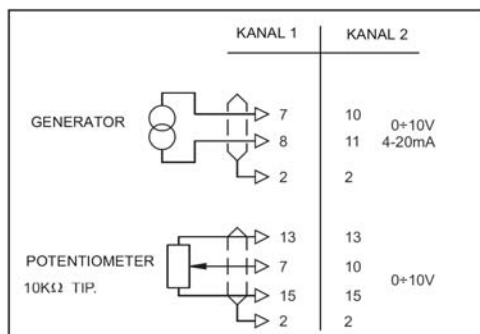 KANAL 1 KANAL 2
7 10
0÷10V
GENERATOR
8 11 4-20mA
2 2
13 13
POTENTIOMETER 7 10
0÷10V
10KΩ TIP.
15 15
2 2